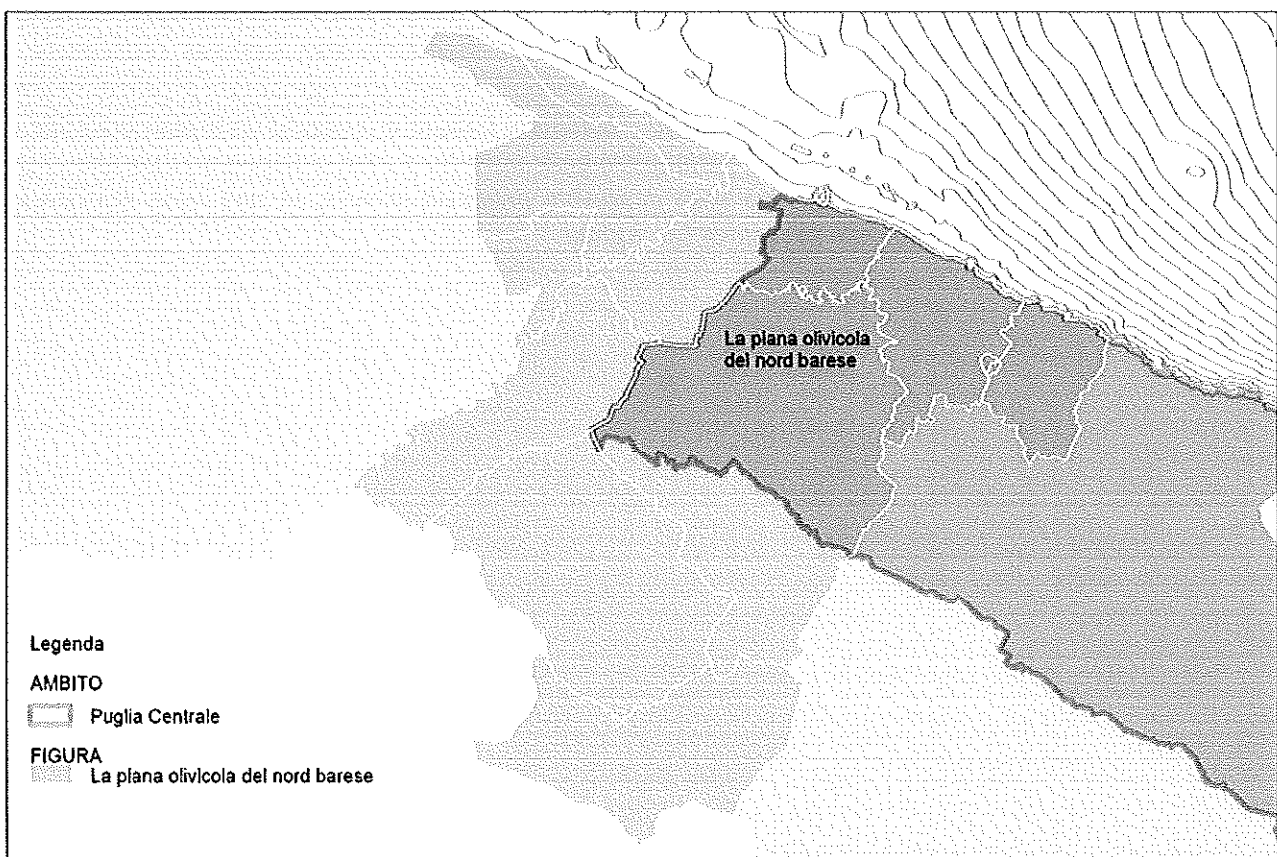 La piana olivicola
del nord barese
Legenda
AMBITO
Puglia Centrale
FIGURA
La piana olivicola del nord barese